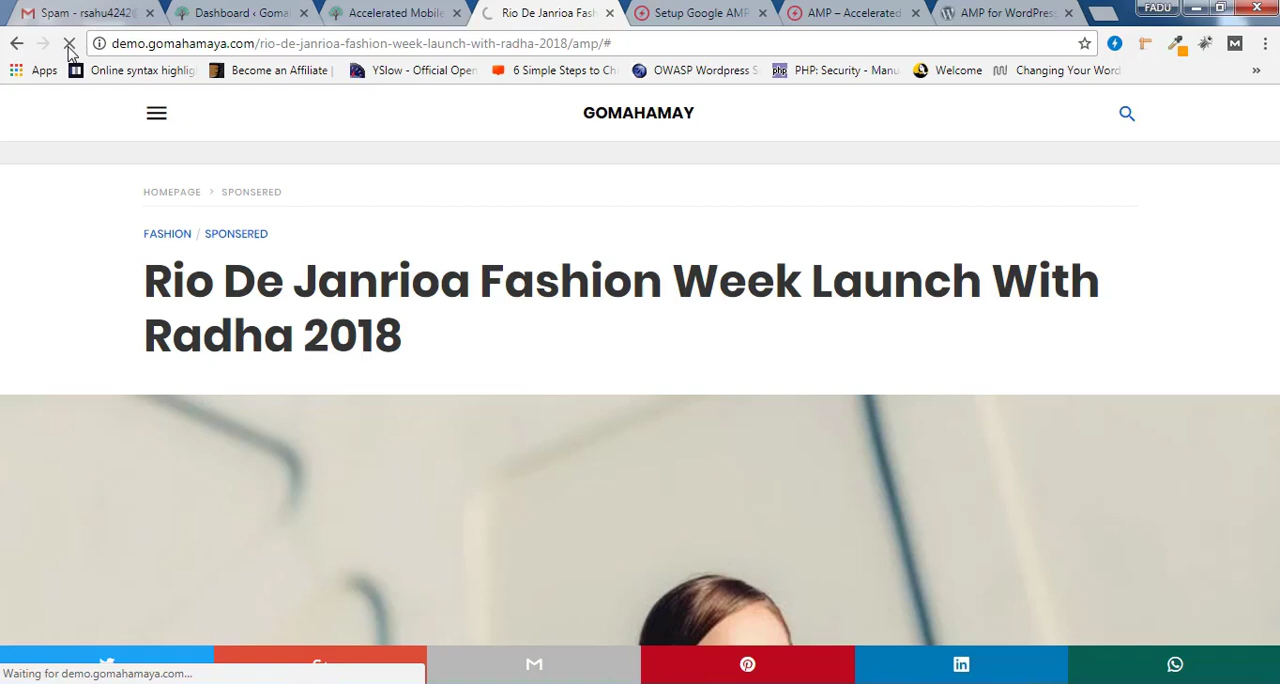 Spam - rsahu4242@
Dashboard ‹ Goma
Accelerated Mobile
Rio De Janrioa Fash
Setup Google AMP
AMP – Accelerated
AMP for WordPress
FADU
demo.gomahamaya.com/rio-de-janrioa-fashion-week-launch-with-radha-2018/amp/#
Apps
Online syntax highlig
Become an Affiliate |
YSlow - Official Open
6 Simple Steps to Ch
OWASP Wordpress S
PHP: Security - Manu
Welcome
Changing Your Word
»
GOMAHAMAY
HOMEPAGE > SPONSERED
FASHION / SPONSERED
Rio De Janrioa Fashion Week Launch With
Radha 2018
Waiting for demo.gomahamaya.com...